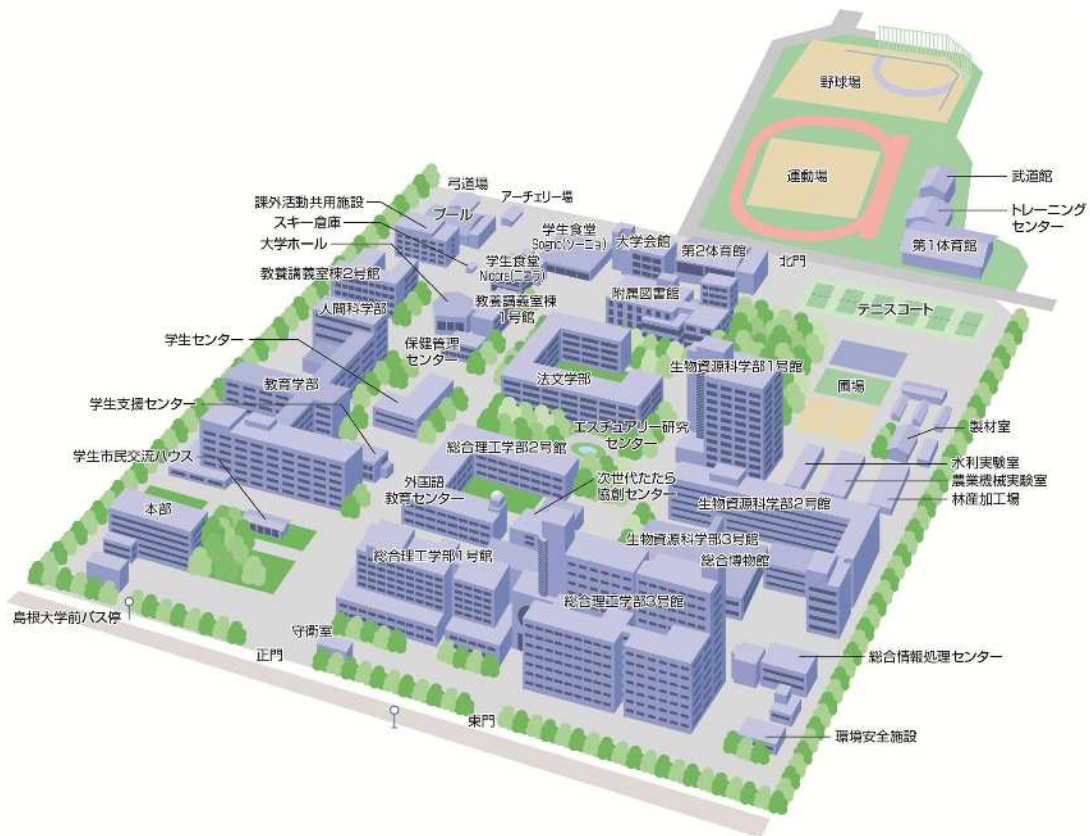 野球場
運動場
武道館
トレーニング
センター
第1体育館
北門
テニスコート
弓道場
アーチェリー場
プール
課外活動共用施設
スキー倉庫
大学ホール
教養講義室棟2号館
学生食堂
Sogno(ソーニョ)
大学会館
第2体育館
学生食堂
Nicora(ニコラ)
附属図書館
教養講義室棟
1号館
人間科学部
保健管理
センター
学生センター
教育学部
学生支援センター
学生市民交流ハウス
法文学部
生物資源科学部1号館
圃場
製材室
水利実験室
農業機械実験室
林産加工場
エスチュアリー研究
センター
総合理工学部2号館
次世代たたら
協創センター
外国語
教育センター
生物資源科学部2号館
本部
生物資源科学部3号館
総合博物館
総合理工学部1号館
総合理工学部3号館
島根大学前バス停
守衛室
正門
総合情報処理センター
東門
環境安全施設